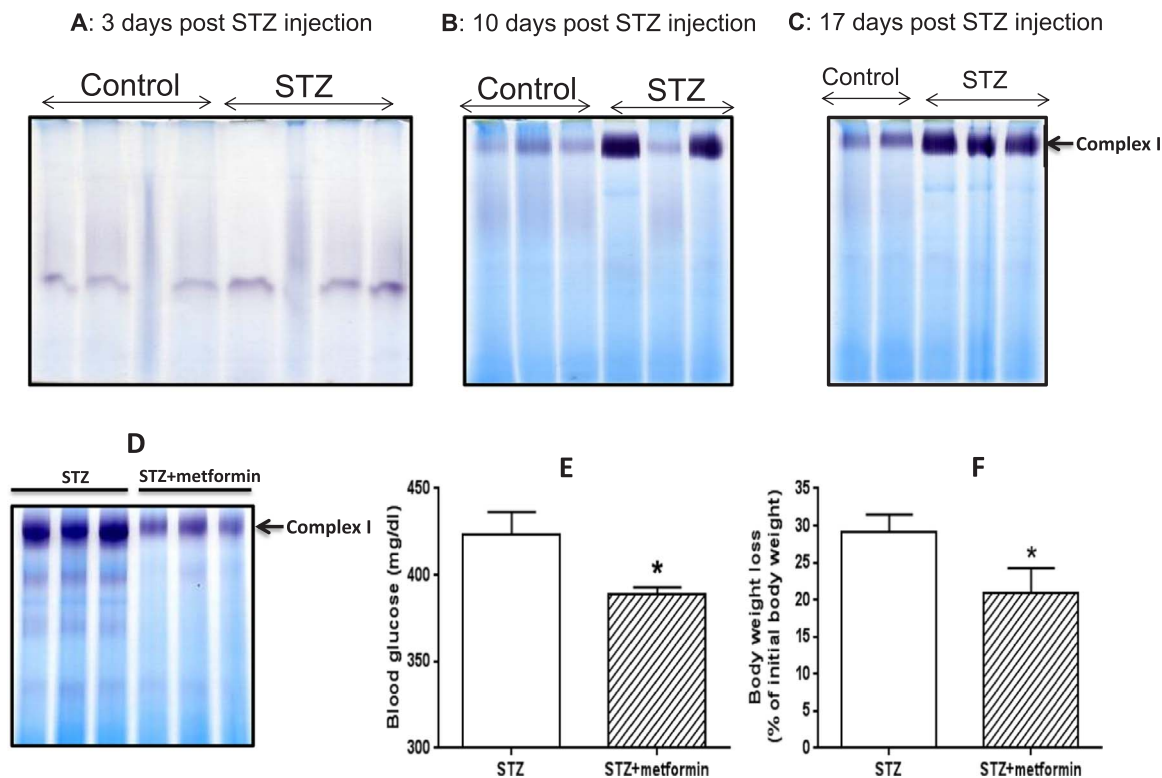 A: 3 days post STZ injection
B: 10 days post STZ injection
C: 17 days post STZ injection
Control
STZ
Control
STZ
Control
STZ
Complex I
D
STZ
STZ+metformin
Complex I
E
Blood glucose (mg/dl)
450
400
350
300
*
STZ
STZ+metformin
F
Body weight loss
(% of initial body weight)
35
30
25
20
15
10
5
0
*
STZ
STZ+metformin